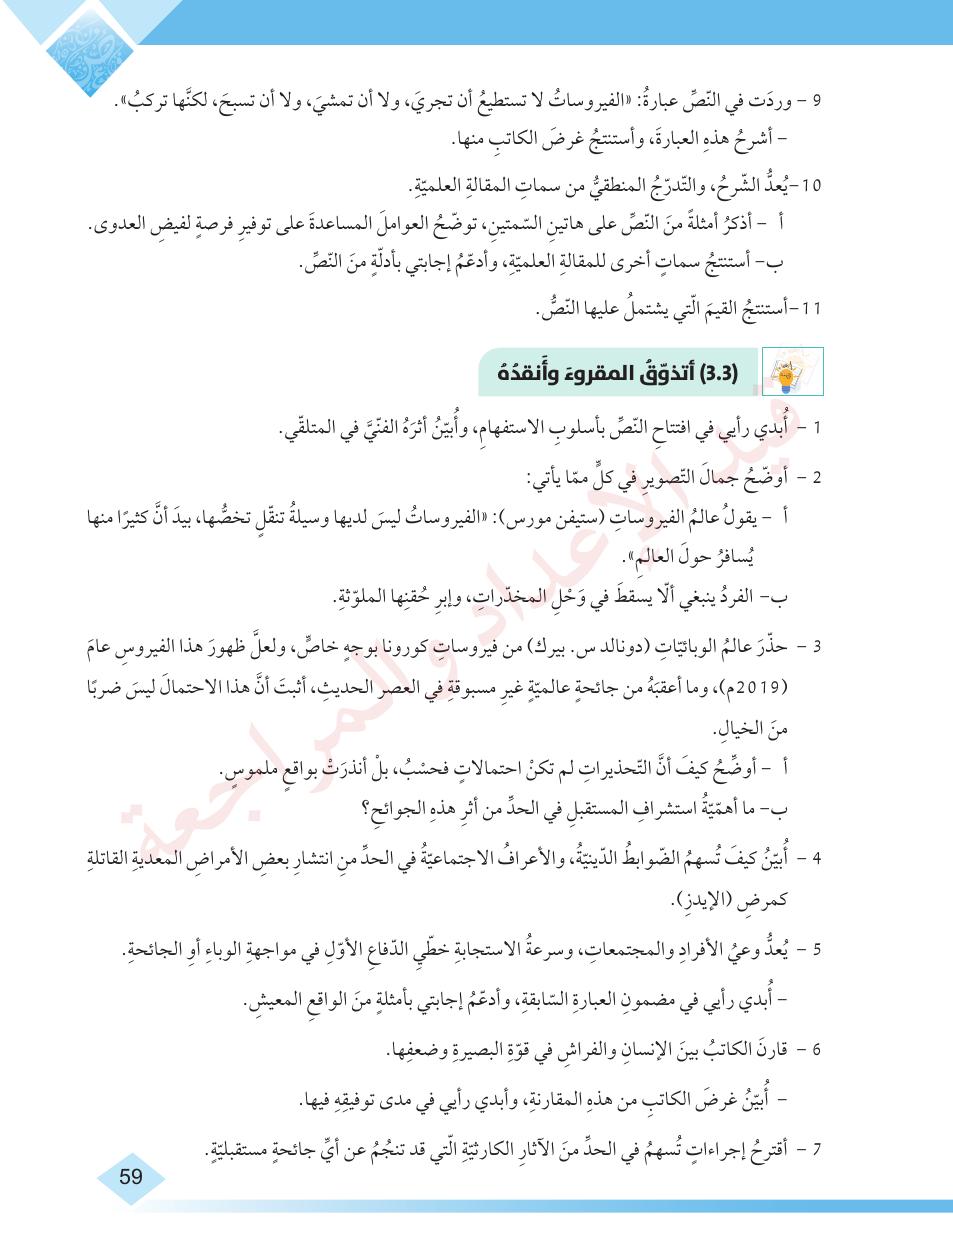 9 - وردَت في النّصِّ عبارةُ: «الفيروساتُ لا تستطيعُ أن تجريَ، ولا أن تمشيَ، ولا أن تسبحَ، لكنَّها تركبُ».
- أشرحُ هذهِ العبارةَ، وأستنتجُ غرضَ الكاتبِ منها.
10-يُعدُّ الشّرحُ، والتّدرّجُ المنطقيُّ من سماتِ المقالةِ العلميّةِ.
أ - أذكرُ أمثلةً منَ النّصِّ على هاتينِ السّمتينِ، توضّحُ العواملَ المساعدةَ على توفيرِ فرصةٍ لفيضِ العدوى.
ب- أستنتجُ سماتٍ أخرى للمقالةِ العلميّةِ، وأدعّمُ إجابتي بأدلّةٍ منَ النّصِّ.
11-أستنتجُ القيمَ الّتي يشتملُ عليها النّصُّ.
(3.3) أتذوّقُ المقروءَ وأَنقدُهُ
1 - أُبدي رأيي في افتتاحِ النّصِّ بأسلوبِ الاستفهامِ، وأُبيّنُ أثرَهُ الفنّيَّ في المتلقّي.
2 - أوضّحُ جمالَ التّصويرِ في كلٍّ ممّا يأتي:
أ - يقولُ عالمُ الفيروساتِ (ستيفن مورس): «الفيروساتُ ليسَ لديها وسيلةُ تنقّلٍ تخصُّها، بيدَ أنَّ كثيرًا منها
يُسافرُ حولَ العالمِ».
ب- الفردُ ينبغي ألّا يسقطَ في وَحْلِ المخدّراتِ، وإبرِ حُقنِها الملوّثةِ.
3 - حذّرَ عالمُ الوبائيّاتِ (دونالد س. بيرك) من فيروساتِ كورونا بوجهٍ خاصٍّ، ولعلَّ ظهورَ هذا الفيروسِ عامَ
(2019م)، وما أعقبَهُ من جائحةٍ عالميّةٍ غيرِ مسبوقةٍ في العصرِ الحديثِ، أثبتَ أنَّ هذا الاحتمالَ ليسَ ضربًا
منَ الخيالِ.
أ - أوضِّحُ كيفَ أنَّ التّحذيراتِ لم تكنْ احتمالاتٍ فحسْبُ، بلْ أنذرَتْ بواقعٍ ملموسٍ.
ب- ما أهمّيّةُ استشرافِ المستقبلِ في الحدِّ من أثرِ هذهِ الجوائحِ؟
4 - أُبيّنُ كيفَ تُسهمُ الضّوابطُ الدّينيّةُ، والأعرافُ الاجتماعيّةُ في الحدِّ منِ انتشارِ بعضِ الأمراضِ المعديةِ القاتلةِ
كمرضِ (الإيدزِ).
5 - يُعدُّ وعيُ الأفرادِ والمجتمعاتِ، وسرعةُ الاستجابةِ خطّيِ الدّفاعِ الأوّلِ في مواجهةِ الوباءِ أوِ الجائحةِ.
- أُبدي رأيي في مضمونِ العبارةِ السّابقةِ، وأدعّمُ إجابتي بأمثلةٍ منَ الواقعِ المعيشِ.
6 - قارنَ الكاتبُ بينَ الإنسانِ والفراشِ في قوّةِ البصيرةِ وضعفِها.
- أُبيّنُ غرضَ الكاتبِ من هذهِ المقارنةِ، وأبدي رأيي في مدى توفيقِهِ فيها.
7 - أقترحُ إجراءاتٍ تُسهمُ في الحدِّ منَ الآثارِ الكارثيّةِ الّتي قد تنجُمُ عن أيِّ جائحةٍ مستقبليّةٍ.
59
قيد الإعداد والمراجعة